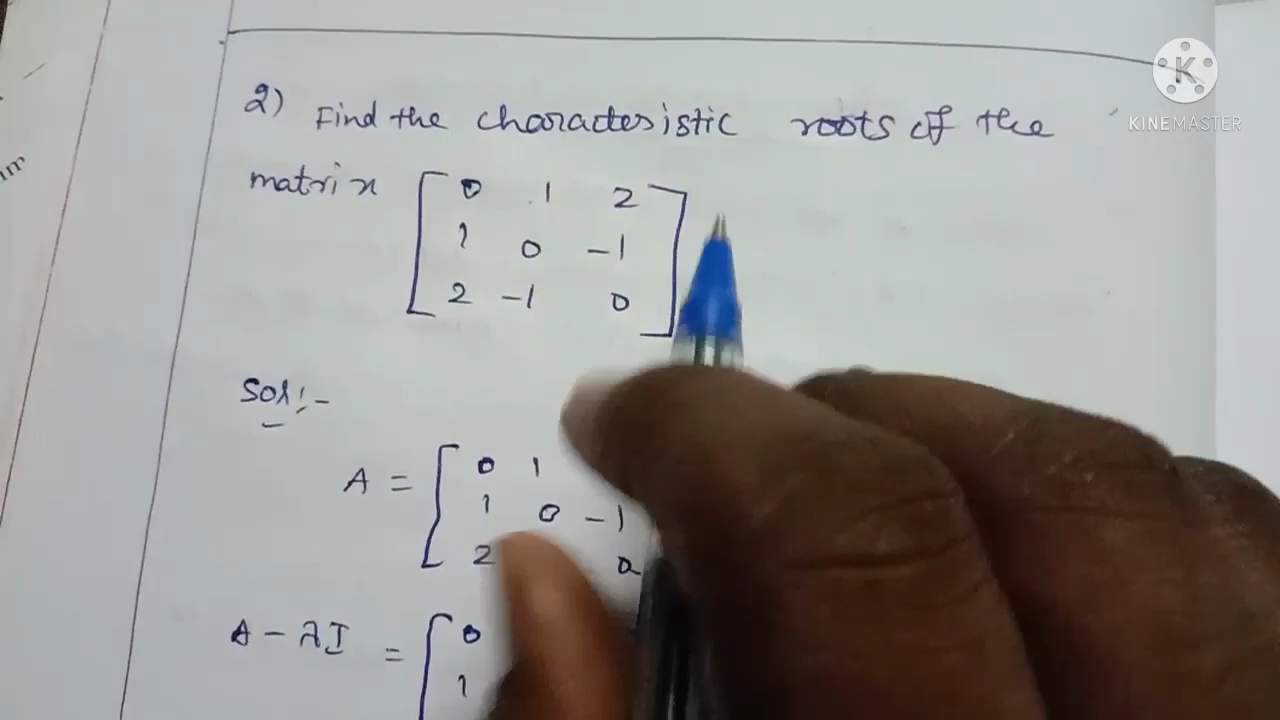 2) Find the characteristic roots of the
matrix [ 0 1 2
1 0 -1
2 -1 0 ]
Sol:-
A = [ 0 1
1 0 -1
2 0
A - λI = [ 0
1
KINEMASTER